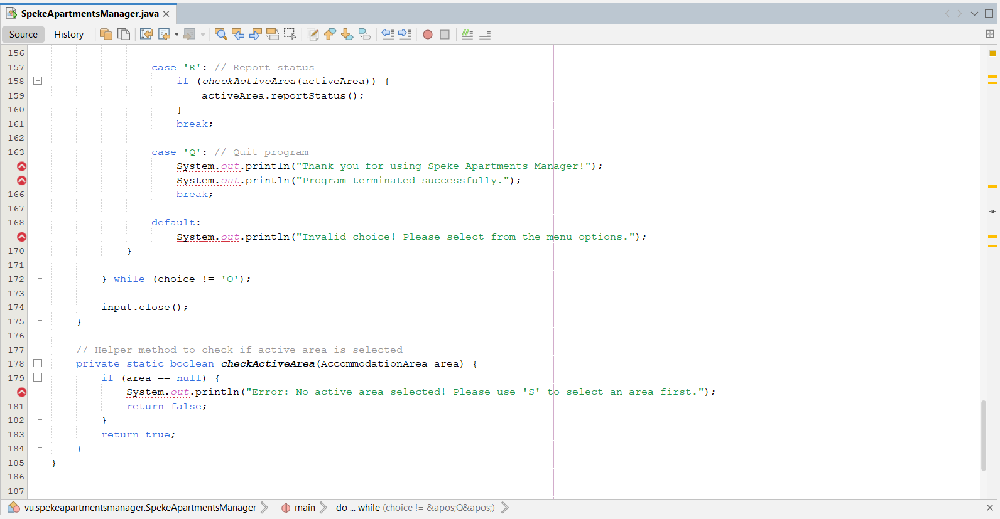 SpekeApartmentsManager.java
Source History
156
157 case 'R': // Report status
158 if (checkActiveArea(activeArea)) {
159 activeArea.reportStatus();
160 }
161 break;
162
163 case 'Q': // Quit program
System.out.println("Thank you for using Speke Apartments Manager!");
System.out.println("Program terminated successfully.");
166 break;
167
168 default:
System.out.println("Invalid choice! Please select from the menu options.");
170 }
171
172 } while (choice != 'Q');
173
174 input.close();
175 }
176
177 // Helper method to check if active area is selected
178 private static boolean checkActiveArea(AccommodationArea area) {
179 if (area == null) {
System.out.println("Error: No active area selected! Please use 'S' to select an area first.");
181 return false;
182 }
183 return true;
184 }
185 }
186
187
vu.spekeapartmentsmanager.SpekeApartmentsManager main do ... while (choice != &apos;Q&apos;)